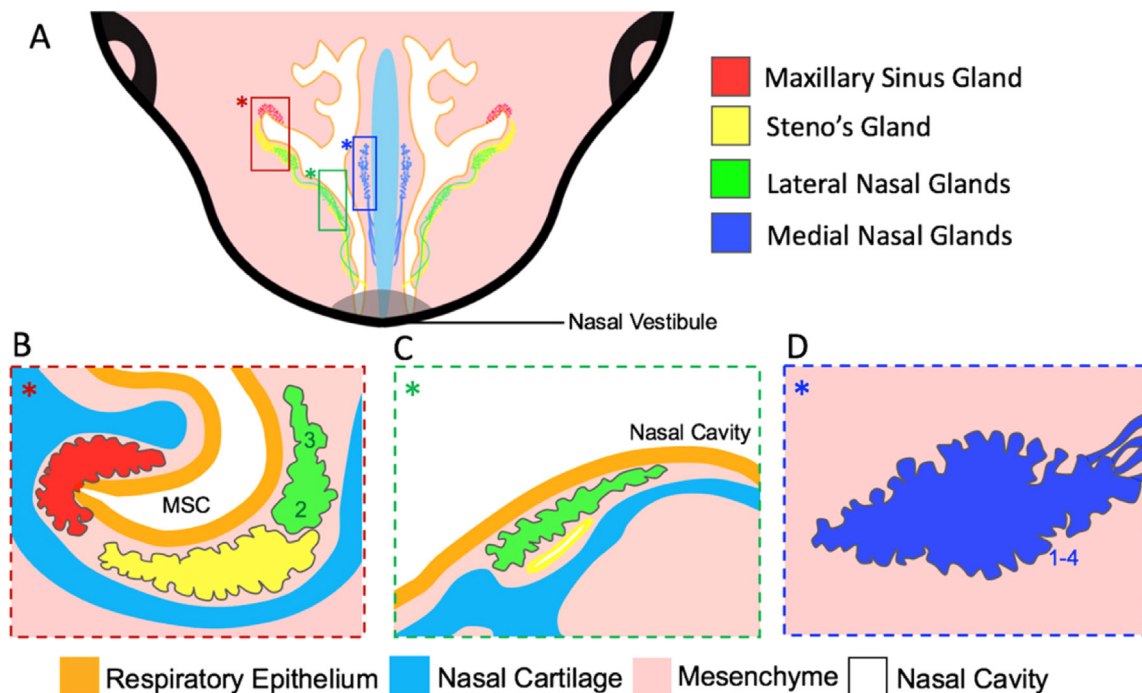 A
*
*
*
Maxillary Sinus Gland
Steno's Gland
Lateral Nasal Glands
Medial Nasal Glands
Nasal Vestibule
B
*
3
2
MSC
C
*
Nasal Cavity
D
*
1-4
Respiratory Epithelium
Nasal Cartilage
Mesenchyme
Nasal Cavity